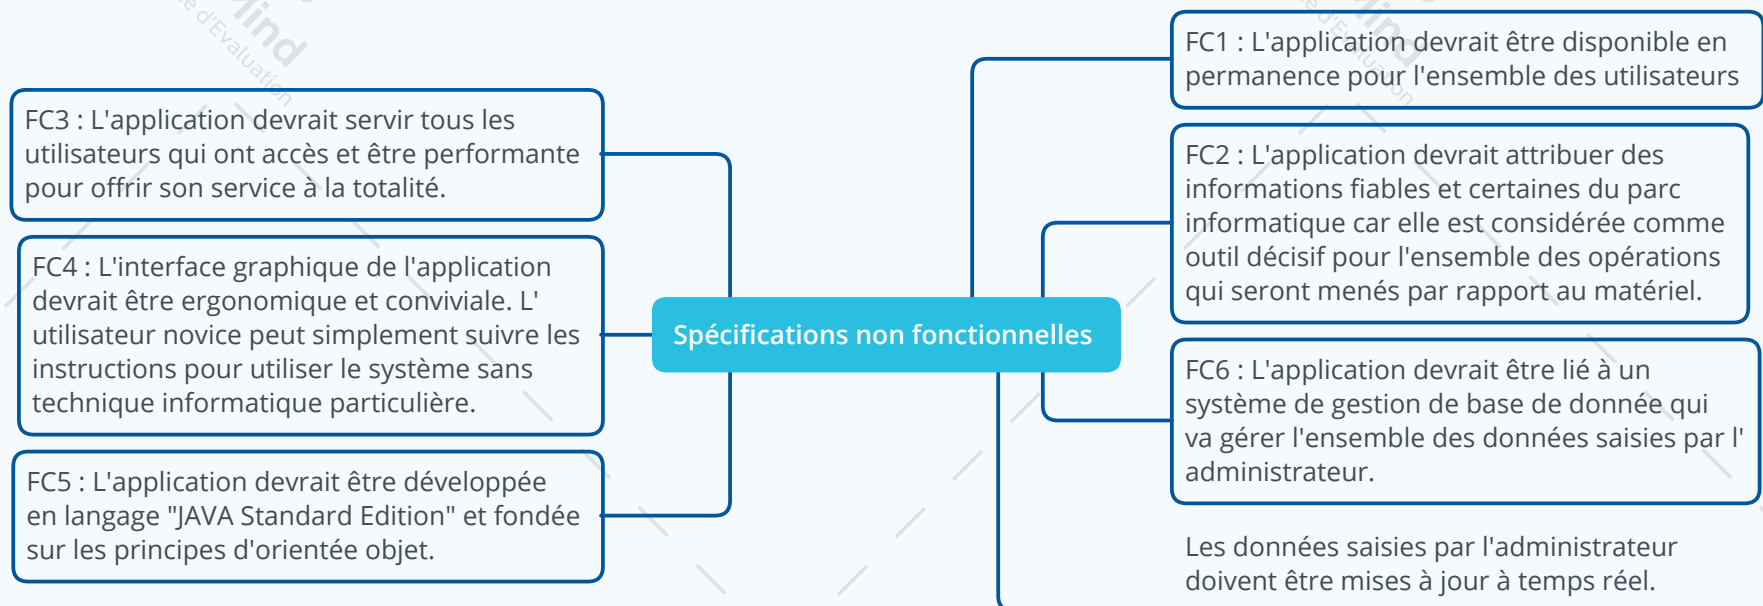 Mind
d'Evaluation
Mind
d'Evaluation
FC3 : L'application devrait servir tous les
utilisateurs qui ont accès et être performante
pour offrir son service à la totalité.
FC4 : L'interface graphique de l'application
devrait être ergonomique et conviviale. L'
utilisateur novice peut simplement suivre les
instructions pour utiliser le système sans
technique informatique particulière.
FC5 : L'application devrait être développée
en langage "JAVA Standard Edition" et fondée
sur les principes d'orientée objet.
Spécifications non fonctionnelles
FC1 : L'application devrait être disponible en
permanence pour l'ensemble des utilisateurs
FC2 : L'application devrait attribuer des
informations fiables et certaines du parc
informatique car elle est considérée comme
outil décisif pour l'ensemble des opérations
qui seront menés par rapport au matériel.
FC6 : L'application devrait être lié à un
système de gestion de base de donnée qui
va gérer l'ensemble des données saisies par l'
administrateur.
Les données saisies par l'administrateur
doivent être mises à jour à temps réel.